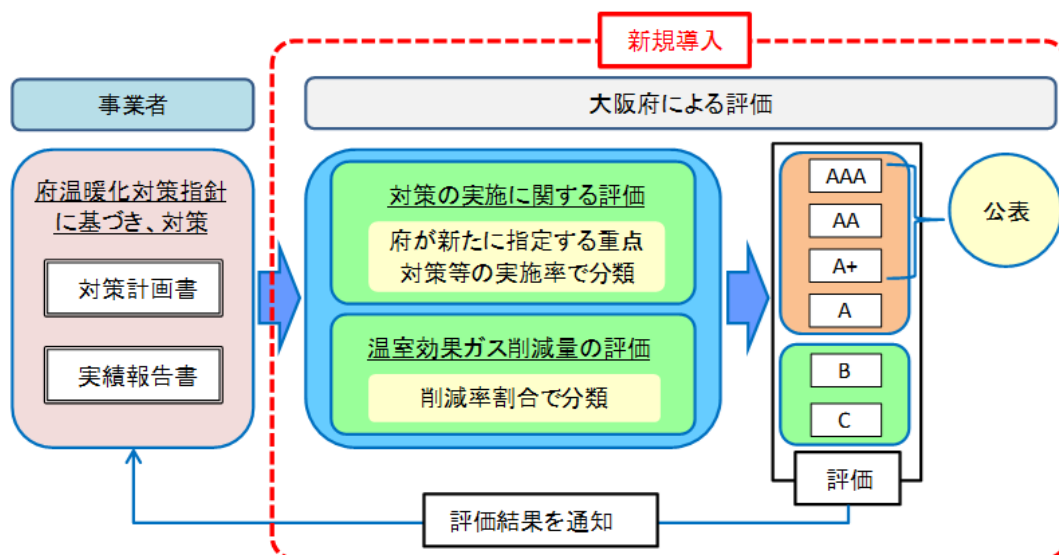 新規導入
事業者
大阪府による評価
府温暖化対策指針
に基づき、対策
対策計画書
実績報告書
対策の実施に関する評価
府が新たに指定する重点
対策等の実施率で分類
温室効果ガス削減量の評価
削減率割合で分類
AAA
AA
A+
A
B
C
公表
評価
評価結果を通知